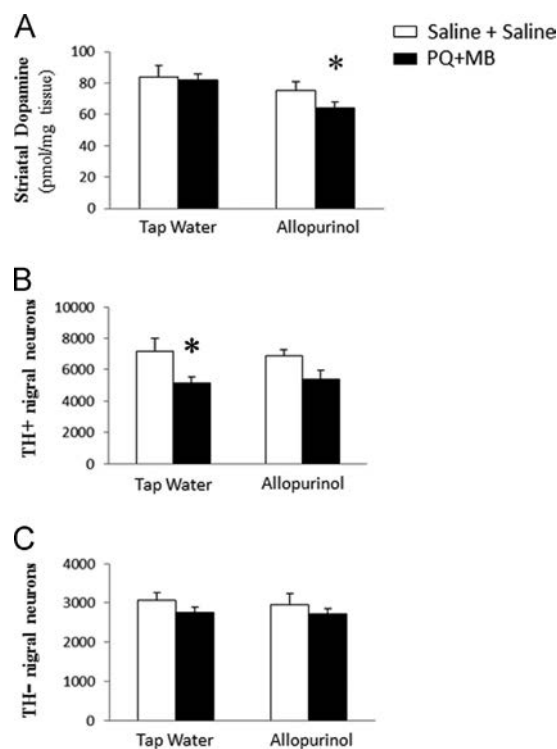 A
Saline + Saline
PQ+MB
Striatal Dopamine
(pmol/mg tissue)
100
80
60
40
20
0
*
Tap Water
Allopurinol
B
TH+ nigral neurons
10000
8000
6000
4000
2000
0
*
Tap Water
Allopurinol
C
TH- nigral neurons
4000
3000
2000
1000
0
Tap Water
Allopurinol